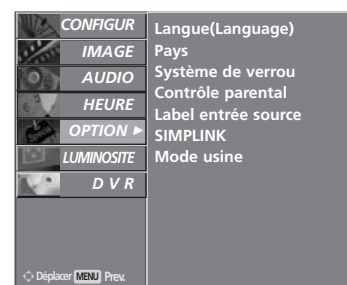 CONFIGUR
IMAGE
AUDIO
HEURE
OPTION
LUMINOSITE
D V R
Langue(Language)
Pays
Système de verrou
Contrôle parental
Label entrée source
SIMPLINK
Mode usine
Déplacer MENU Prev.